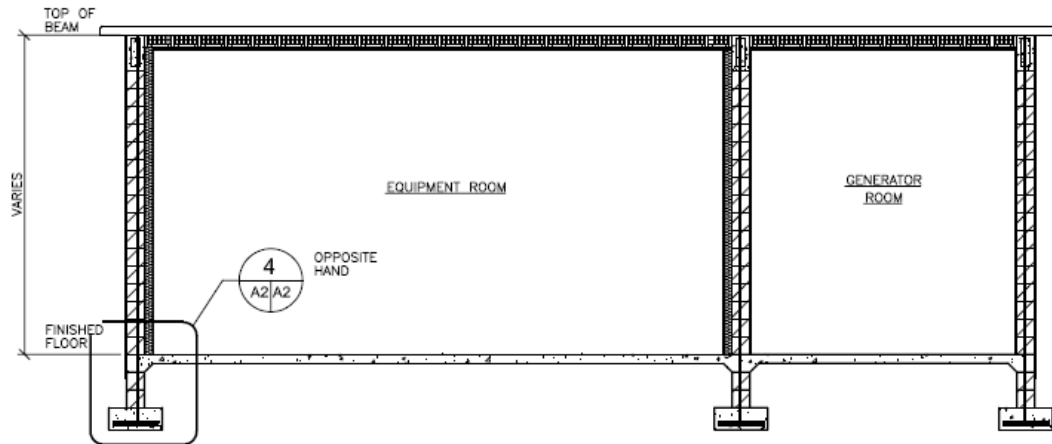 TOP OF
BEAM
VARIES
EQUIPMENT ROOM
GENERATOR
ROOM
4
A2 A2
OPPOSITE
HAND
FINISHED
FLOOR